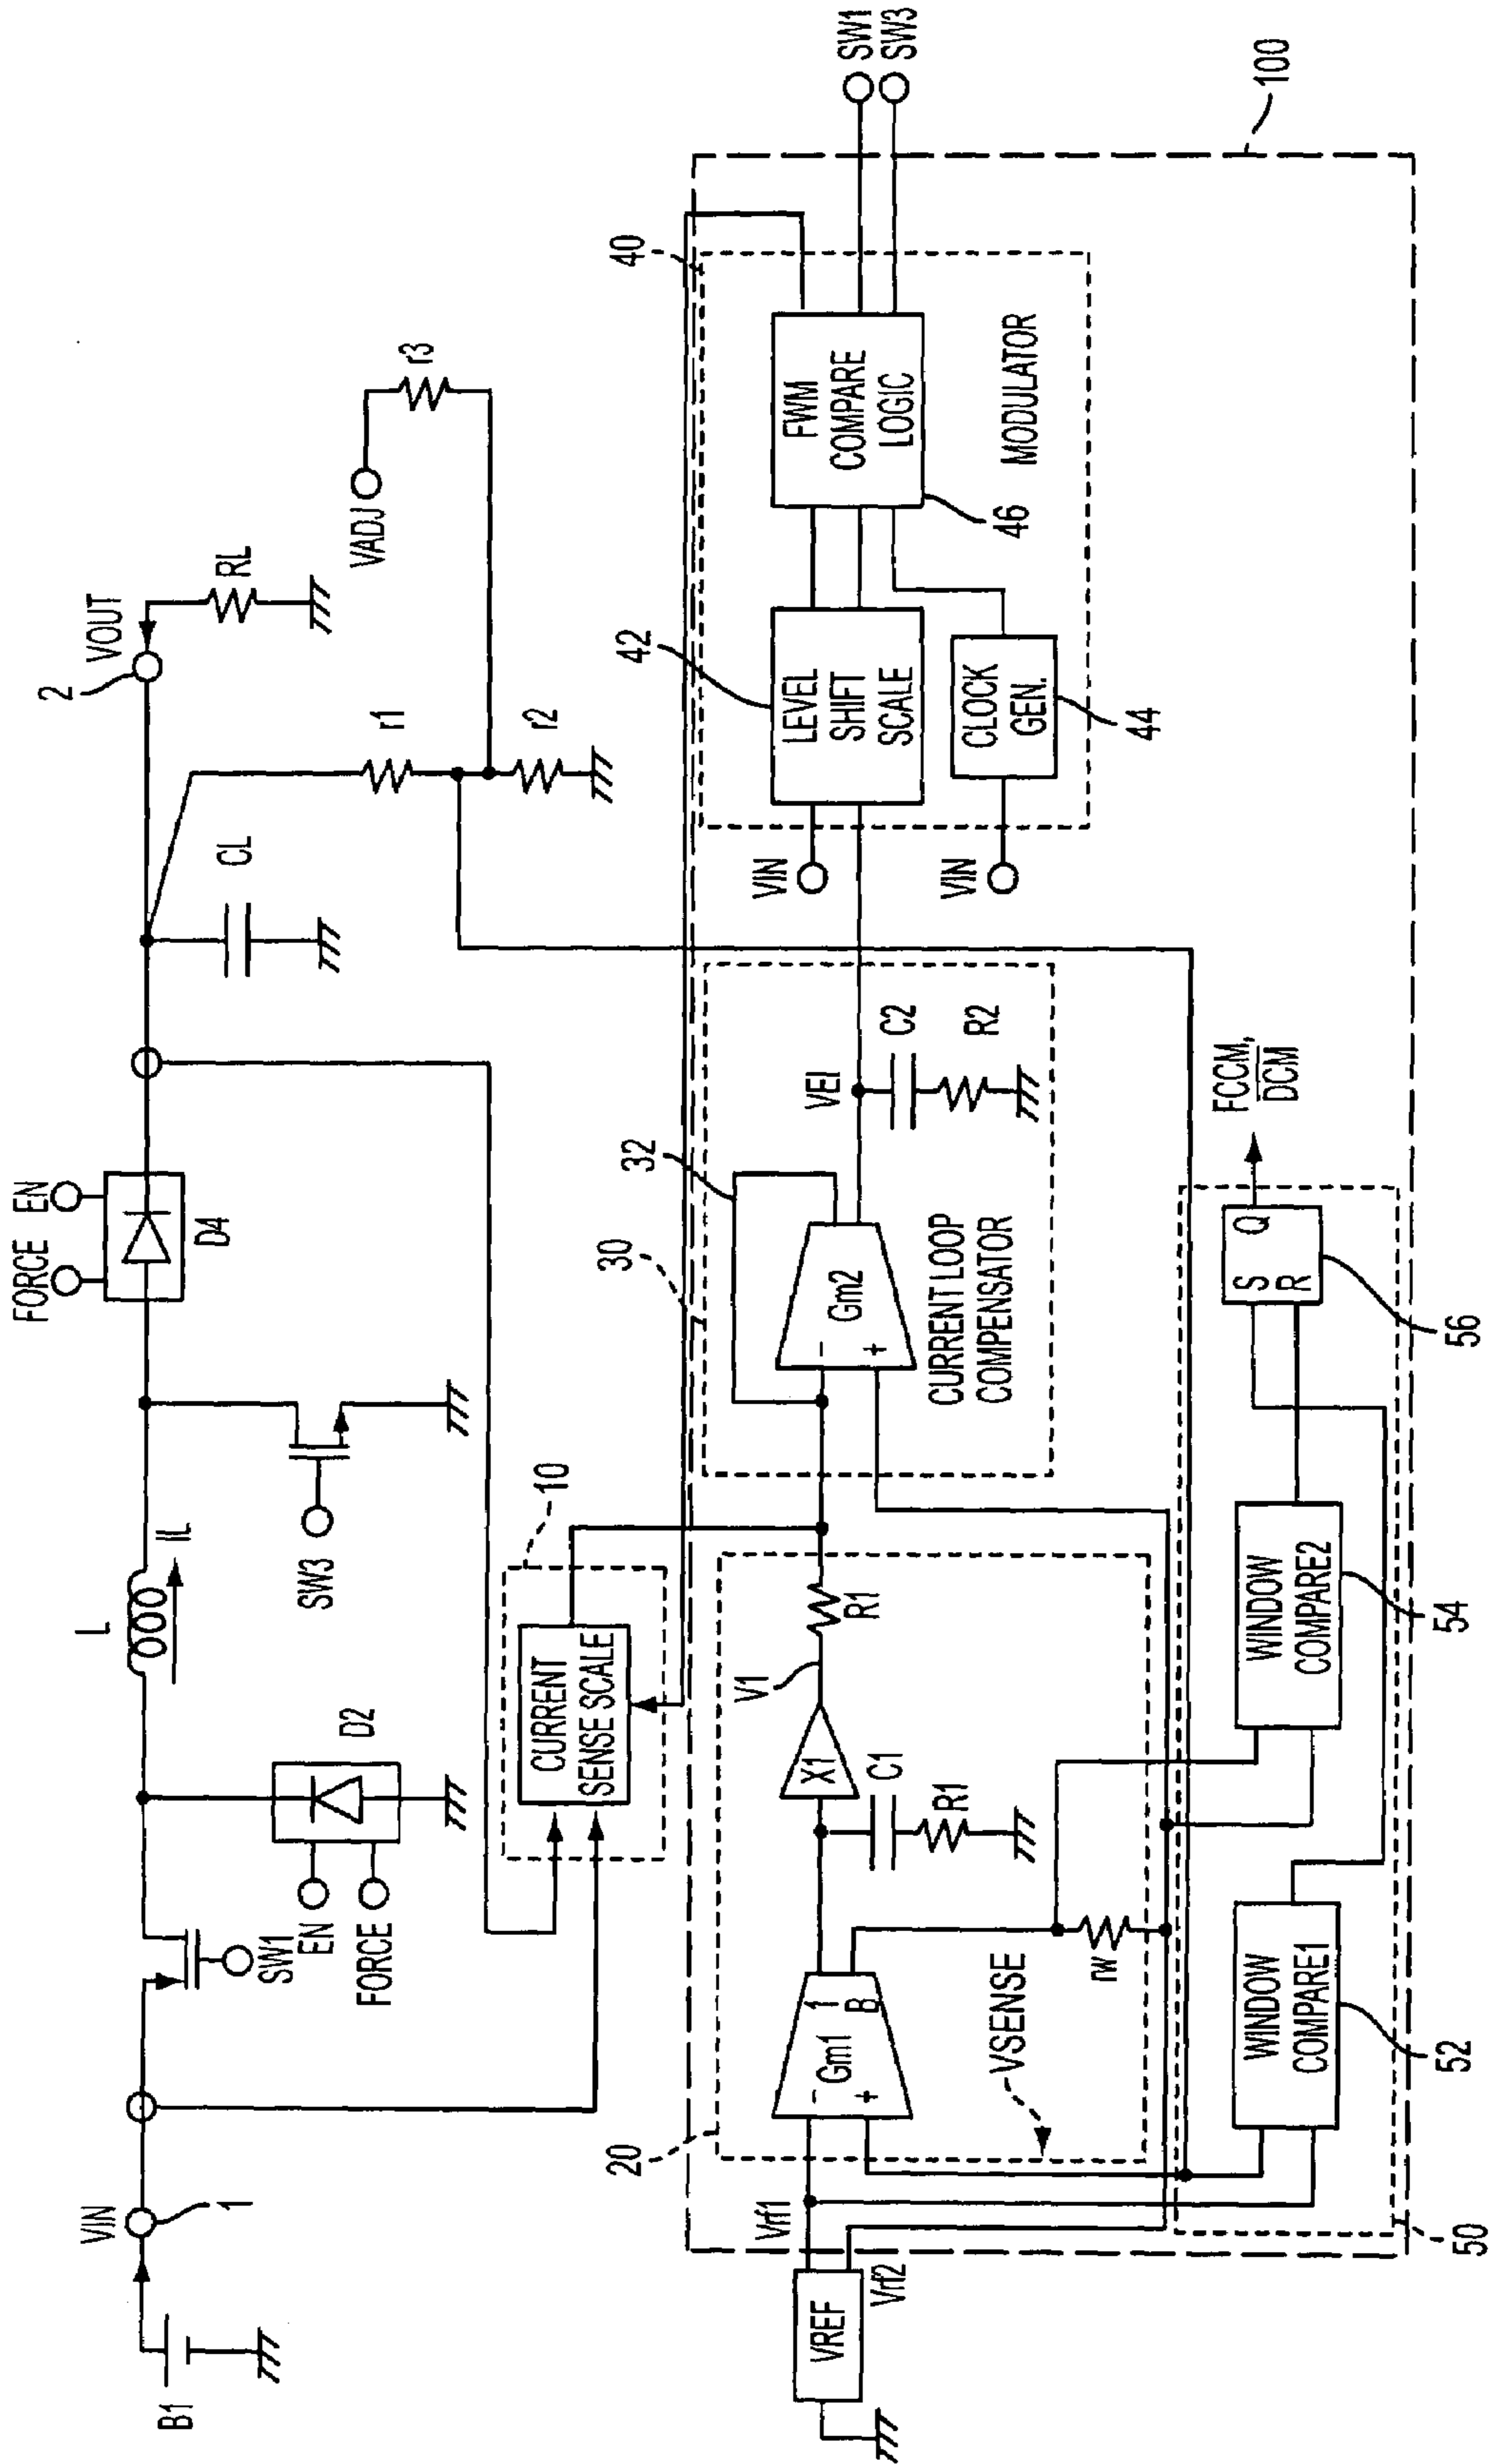 B1
VIN
1
SW1
EN
FORCE
D2
L
IL
SW3
FORCE
EN
D4
CL
2
VOUT
RL
r1
r2
VADJ
r3
10
CURRENT
SENSE SCALE
VREF
Vrf1
Vrf2
20
Gm1
-
+
1
B
VSENSE
rw
C1
R1
X1
V1
R1
30
32
Gm2
-
+
CURRENT LOOP
COMPENSATOR
VEI
C2
R2
VIN
VIN
42
LEVEL
SHIFT
SCALE
CLOCK
GEN.
44
40
FWM
COMPARE
LOGIC
46
MODULATOR
SW1
SW3
100
50
WINDOW
COMPARE1
52
WINDOW
COMPARE2
54
S
R
Q
56
FCCM,
DCM